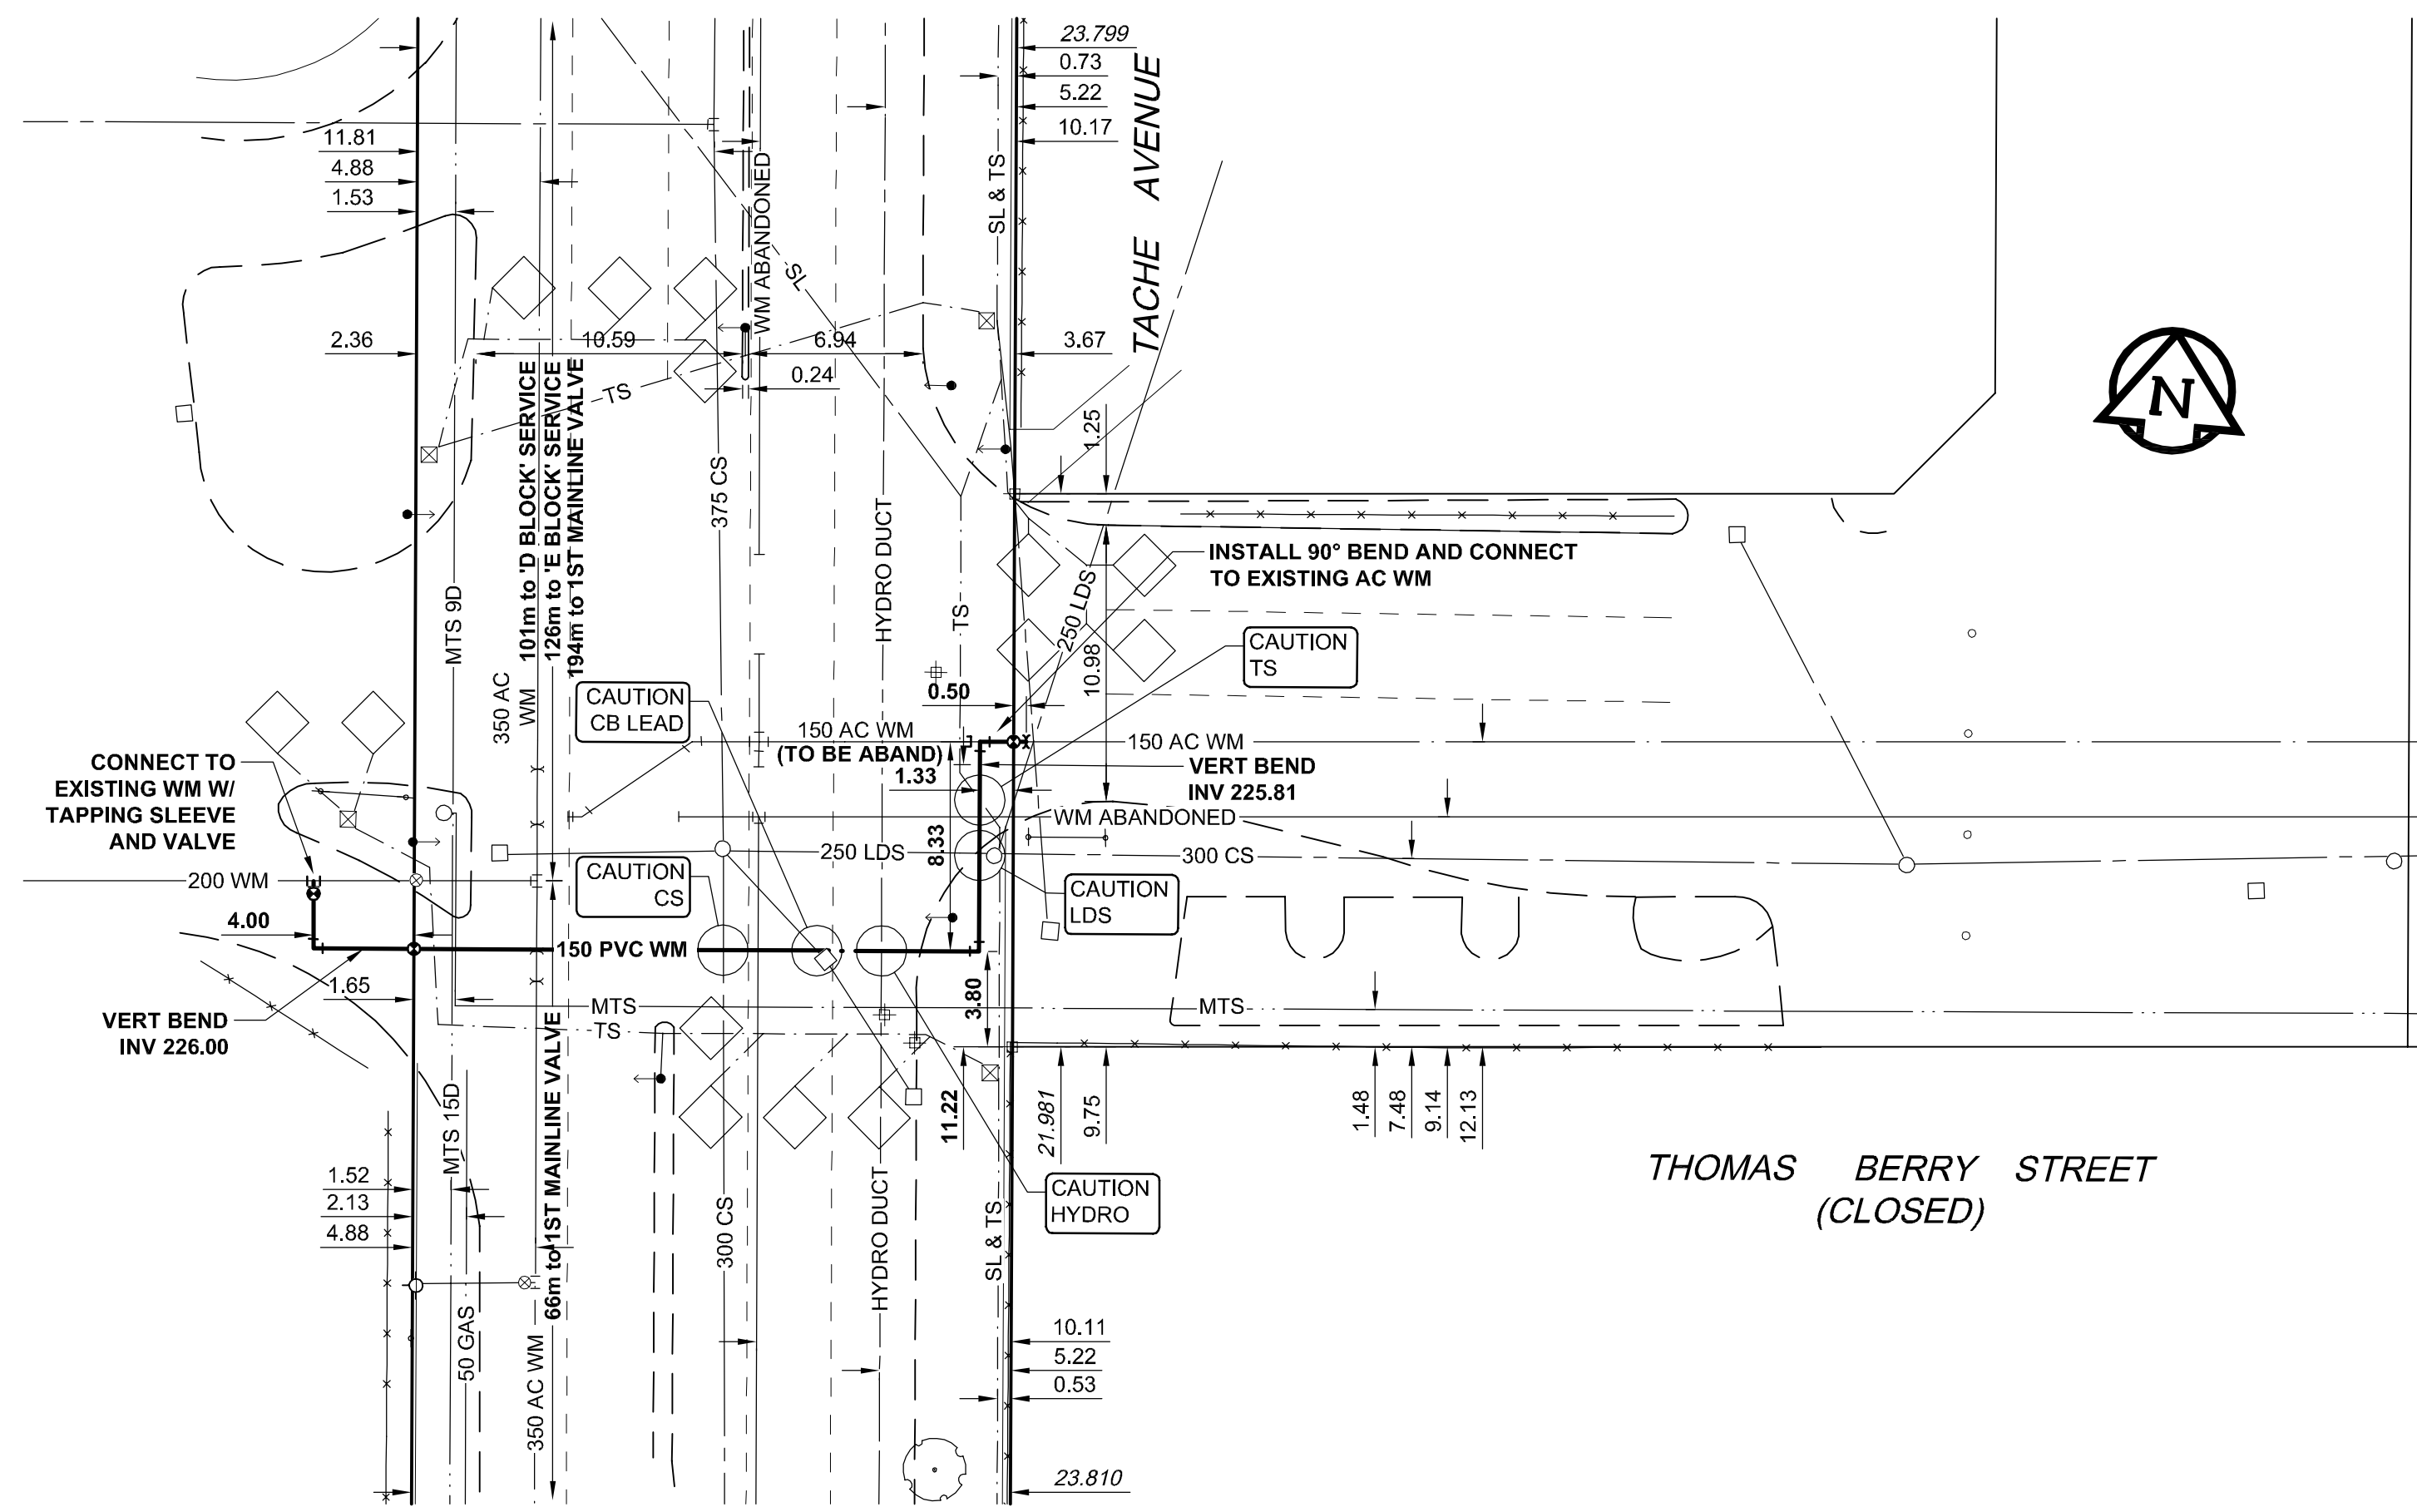 23.799
0.73
5.22
10.17
TACHE AVENUE
11.81
4.88
1.53
WM ABANDONED
SL & TS
SL
2.36
10.59
6.94
3.67
0.24
TS
N
1.25
101m to 'D BLOCK' SERVICE
126m to 'E BLOCK' SERVICE
194m to 1ST MAINLINE VALVE
375 CS
HYDRO DUCT
MTS 9D
TS
250 LDS
10.98
INSTALL 90° BEND AND CONNECT
TO EXISTING AC WM
CAUTION
TS
350 AC
WM
CAUTION
CB LEAD
0.50
150 AC WM
(TO BE ABAND)
1.33
150 AC WM
VERT BEND
INV 225.81
CONNECT TO
EXISTING WM W/
TAPPING SLEEVE
AND VALVE
WM ABANDONED
8.33
250 LDS
300 CS
200 WM
CAUTION
CS
CAUTION
LDS
4.00
150 PVC WM
1.65
3.80
MTS
MTS
TS
VERT BEND
INV 226.00
66m to 1ST MAINLINE VALVE
MTS 15D
11.22
21.981
9.75
1.48
7.48
9.14
12.13
THOMAS BERRY STREET
(CLOSED)
1.52
2.13
4.88
300 CS
HYDRO DUCT
SL & TS
CAUTION
HYDRO
50 GAS
350 AC WM
10.11
5.22
0.53
23.810